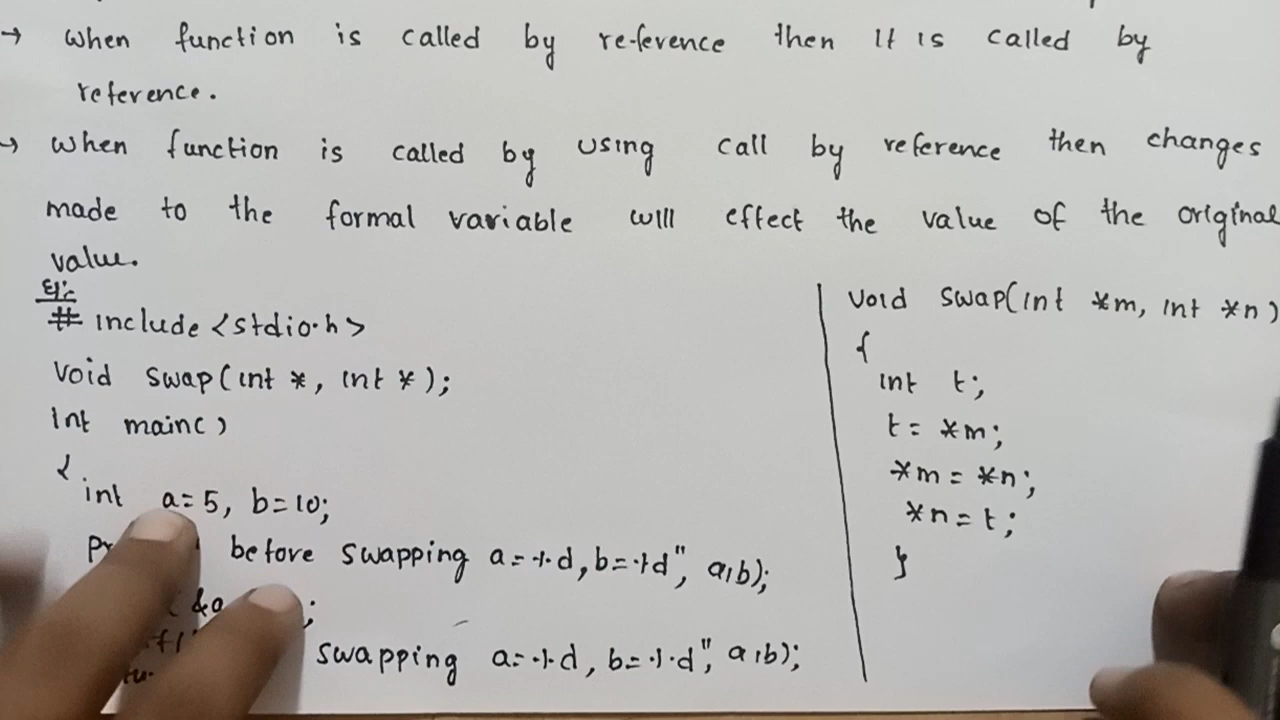 → when function is called by reference then It is called by
reference.
→ when function is called by using call by reference then changes
made to the formal variable will effect the value of the original
value.
Ex:
# include <stdio.h>
void swap(int *, int *);
int main()
{
int a=5, b=10;
before swapping a=%d, b=%d", a,b);
&a ;
swapping a=%d, b=%d", a,b);
void swap(int *m, int *n)
{
int t;
t= *m;
*m = *n;
*n = t;
}